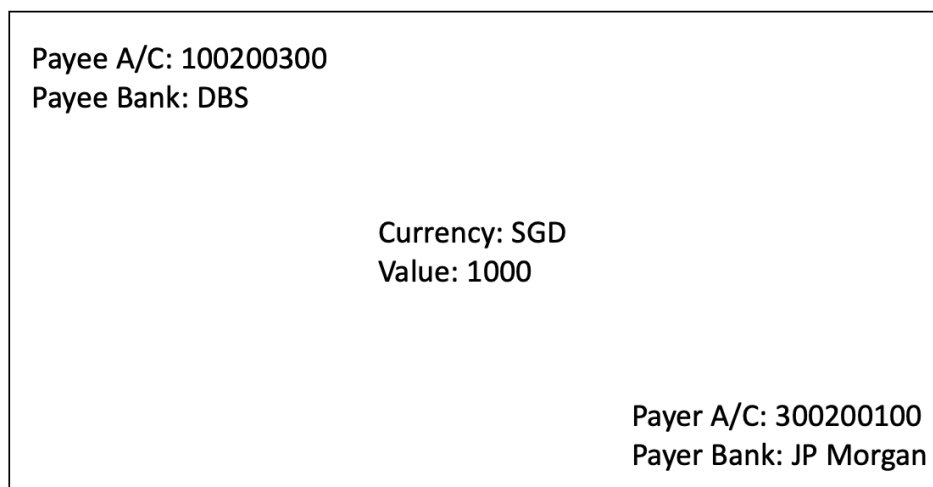 Payee A/C: 100200300
Payee Bank: DBS
Currency: SGD
Value: 1000
Payer A/C: 300200100
Payer Bank: JP Morgan